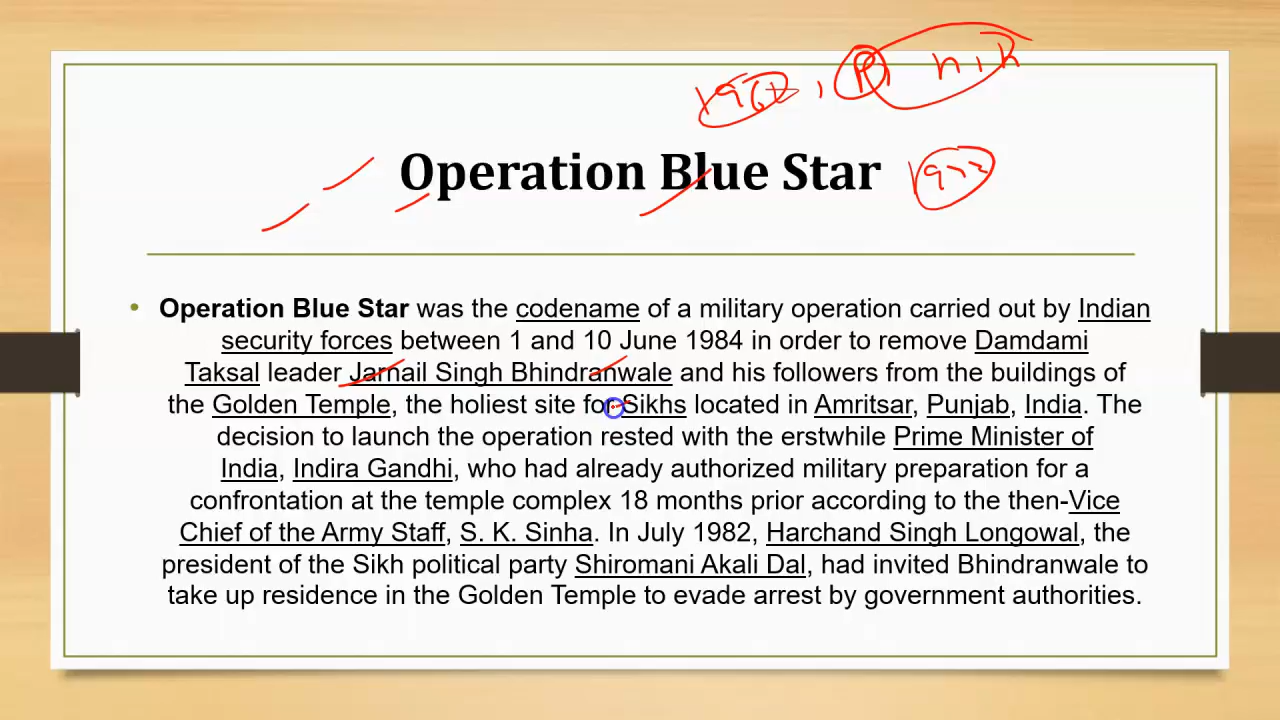 Operation Blue Star
• Operation Blue Star was the codename of a military operation carried out by Indian
security forces between 1 and 10 June 1984 in order to remove Damdami
Taksal leader Jarnail Singh Bhindranwale and his followers from the buildings of
the Golden Temple, the holiest site for Sikhs located in Amritsar, Punjab, India. The
decision to launch the operation rested with the erstwhile Prime Minister of
India, Indira Gandhi, who had already authorized military preparation for a
confrontation at the temple complex 18 months prior according to the then-Vice
Chief of the Army Staff, S. K. Sinha. In July 1982, Harchand Singh Longowal, the
president of the Sikh political party Shiromani Akali Dal, had invited Bhindranwale to
take up residence in the Golden Temple to evade arrest by government authorities.